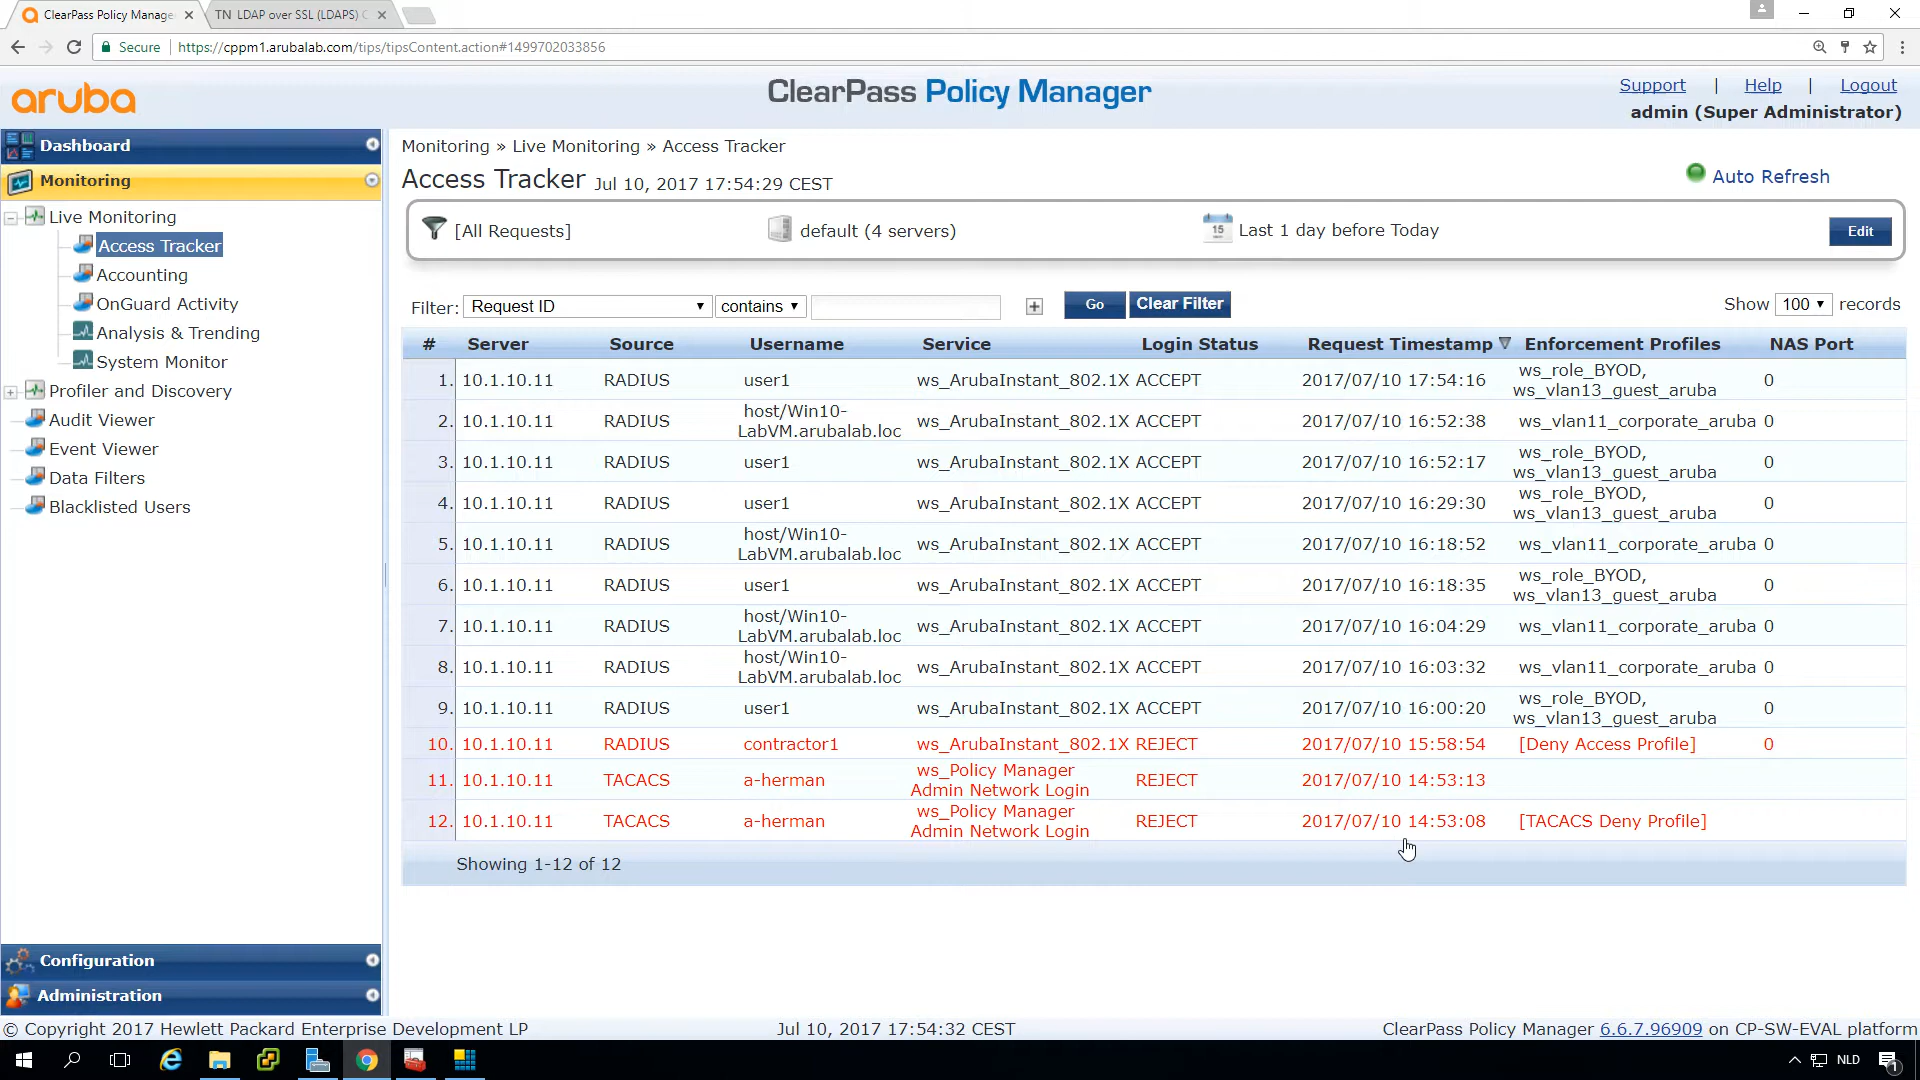 ClearPass Policy Manage
TN LDAP over SSL (LDAPS) C
Secure
https://cppm1.arubalab.com/tips/tipsContent.action#1499702033856
aruba
ClearPass Policy Manager
Support | Help | Logout
admin (Super Administrator)
Dashboard
Monitoring
Live Monitoring
Access Tracker
Accounting
OnGuard Activity
Analysis & Trending
System Monitor
Profiler and Discovery
Audit Viewer
Event Viewer
Data Filters
Blacklisted Users
Configuration
Administration
Monitoring » Live Monitoring » Access Tracker
Access Tracker Jul 10, 2017 17:54:29 CEST
Auto Refresh
[All Requests]
default (4 servers)
15
Last 1 day before Today
Edit
Filter: Request ID contains Go Clear Filter
Show 100 records
# Server Source Username Service Login Status Request Timestamp Enforcement Profiles NAS Port
1. 10.1.10.11 RADIUS user1 ws_ArubaInstant_802.1X ACCEPT 2017/07/10 17:54:16 ws_role_BYOD, ws_vlan13_guest_aruba 0
2. 10.1.10.11 RADIUS host/Win10-LabVM.arubalab.loc ws_ArubaInstant_802.1X ACCEPT 2017/07/10 16:52:38 ws_vlan11_corporate_aruba 0
3. 10.1.10.11 RADIUS user1 ws_ArubaInstant_802.1X ACCEPT 2017/07/10 16:52:17 ws_role_BYOD, ws_vlan13_guest_aruba 0
4. 10.1.10.11 RADIUS user1 ws_ArubaInstant_802.1X ACCEPT 2017/07/10 16:29:30 ws_role_BYOD, ws_vlan13_guest_aruba 0
5. 10.1.10.11 RADIUS host/Win10-LabVM.arubalab.loc ws_ArubaInstant_802.1X ACCEPT 2017/07/10 16:18:52 ws_vlan11_corporate_aruba 0
6. 10.1.10.11 RADIUS user1 ws_ArubaInstant_802.1X ACCEPT 2017/07/10 16:18:35 ws_role_BYOD, ws_vlan13_guest_aruba 0
7. 10.1.10.11 RADIUS host/Win10-LabVM.arubalab.loc ws_ArubaInstant_802.1X ACCEPT 2017/07/10 16:04:29 ws_vlan11_corporate_aruba 0
8. 10.1.10.11 RADIUS host/Win10-LabVM.arubalab.loc ws_ArubaInstant_802.1X ACCEPT 2017/07/10 16:03:32 ws_vlan11_corporate_aruba 0
9. 10.1.10.11 RADIUS user1 ws_ArubaInstant_802.1X ACCEPT 2017/07/10 16:00:20 ws_role_BYOD, ws_vlan13_guest_aruba 0
10. 10.1.10.11 RADIUS contractor1 ws_ArubaInstant_802.1X REJECT 2017/07/10 15:58:54 [Deny Access Profile] 0
11. 10.1.10.11 TACACS a-herman ws_Policy Manager Admin Network Login REJECT 2017/07/10 14:53:13
12. 10.1.10.11 TACACS a-herman ws_Policy Manager Admin Network Login REJECT 2017/07/10 14:53:08 [TACACS Deny Profile]
Showing 1-12 of 12
© Copyright 2017 Hewlett Packard Enterprise Development LP
Jul 10, 2017 17:54:32 CEST
ClearPass Policy Manager 6.6.7.96909 on CP-SW-EVAL platform
NLD
1